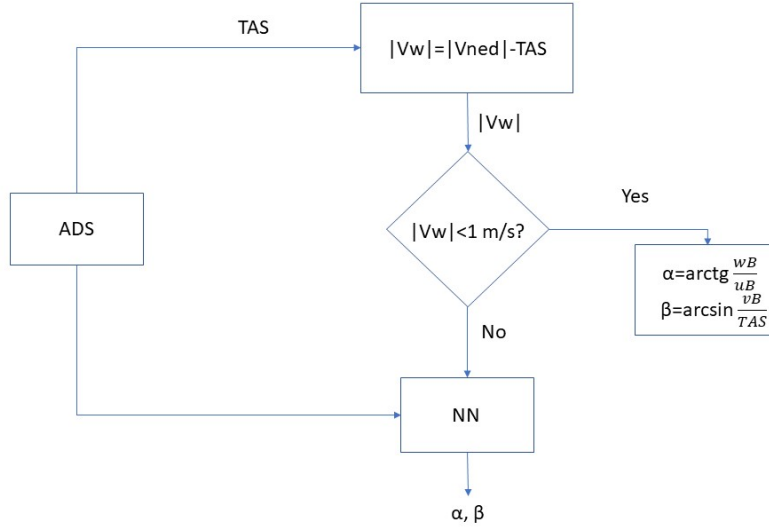 TAS
|Vw|=|Vned|-TAS
|Vw|
ADS
|Vw|<1 m/s?
Yes
α=arctg wB/uB
β=arcsin vB/TAS
No
NN
α, β